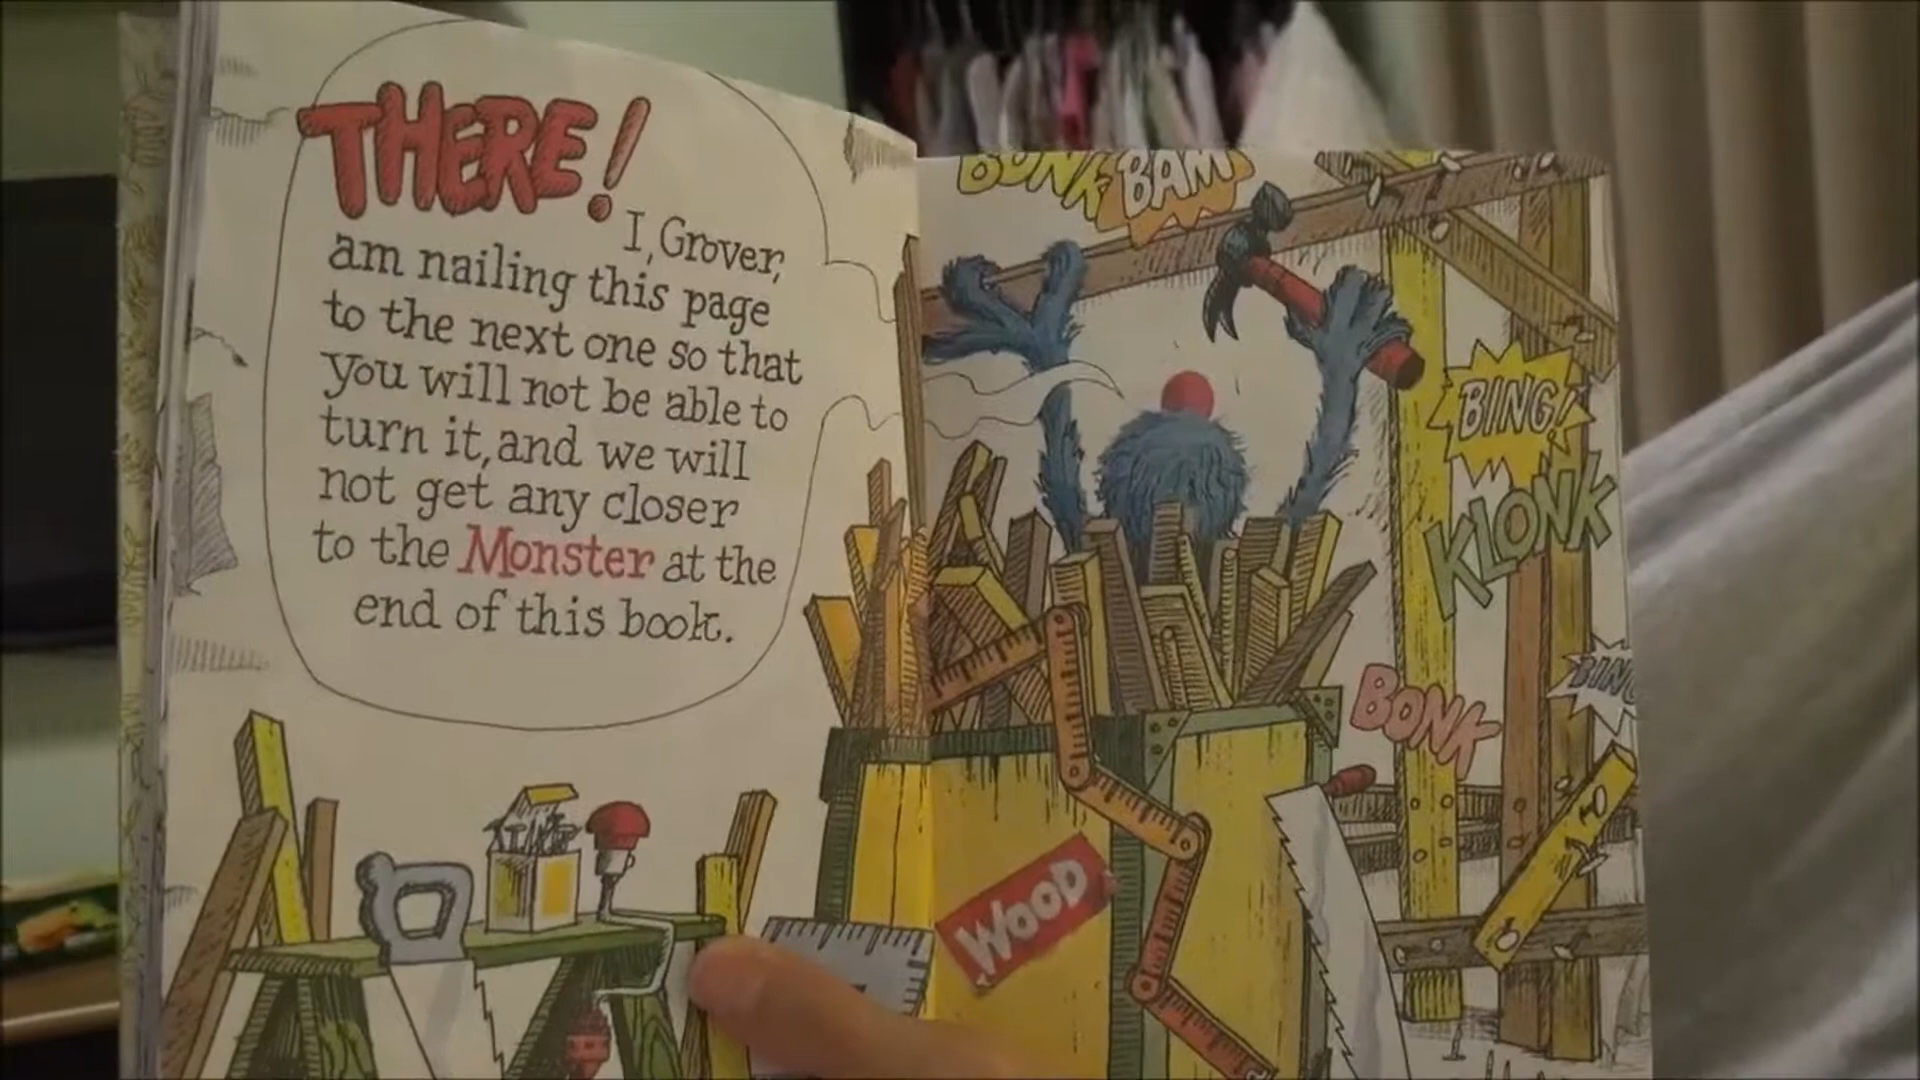 THERE!
I, Grover,
am nailing this page
to the next one so that
you will not be able to
turn it, and we will
not get any closer
to the Monster at the
end of this book.
BONK BAM
BING!
KLONK
BONK
BING
WOOD